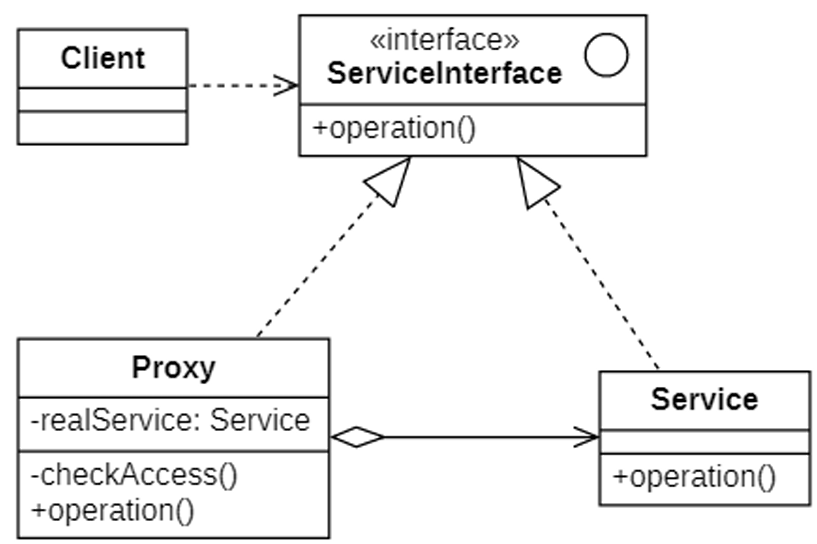 Client
«interface»
ServiceInterface
+operation()
Proxy
-realService: Service
-checkAccess()
+operation()
Service
+operation()